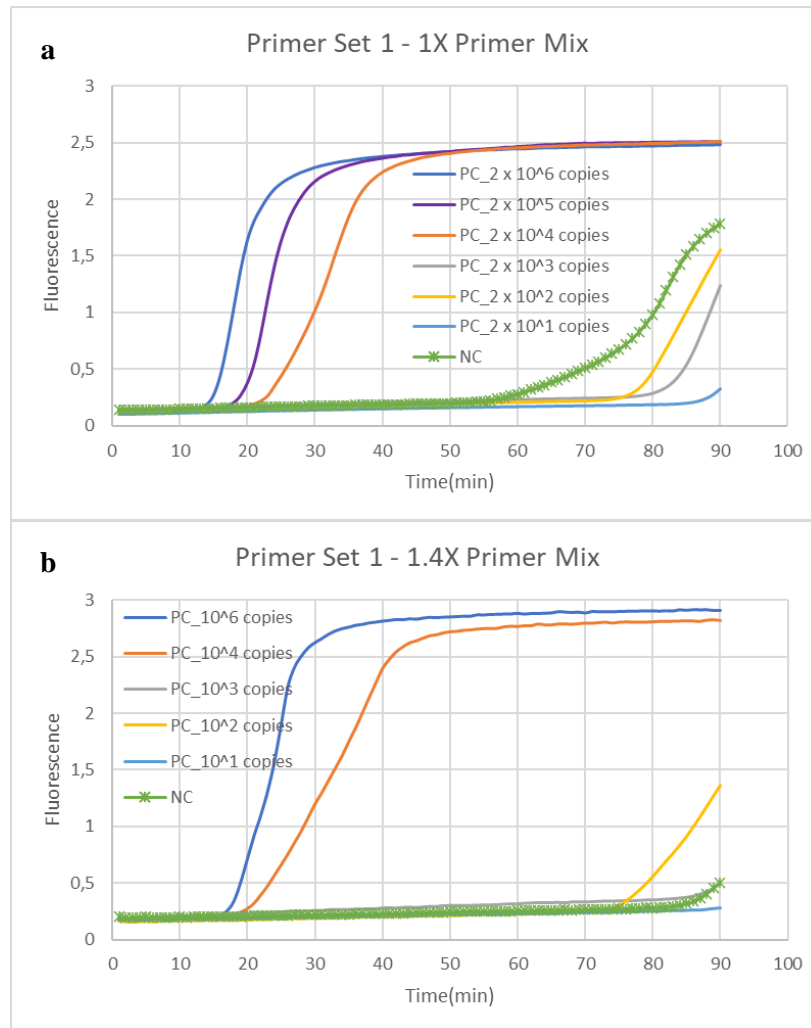 a
Primer Set 1 - 1X Primer Mix
3
2,5
2
1,5
1
0,5
0
Fluorescence
PC_2 x 10^6 copies
PC_2 x 10^5 copies
PC_2 x 10^4 copies
PC_2 x 10^3 copies
PC_2 x 10^2 copies
PC_2 x 10^1 copies
NC
0 10 20 30 40 50 60 70 80 90 100
Time(min)
b
Primer Set 1 - 1.4X Primer Mix
3
2,5
2
1,5
1
0,5
0
Fluorescence
PC_10^6 copies
PC_10^4 copies
PC_10^3 copies
PC_10^2 copies
PC_10^1 copies
NC
0 10 20 30 40 50 60 70 80 90 100
Time(min)